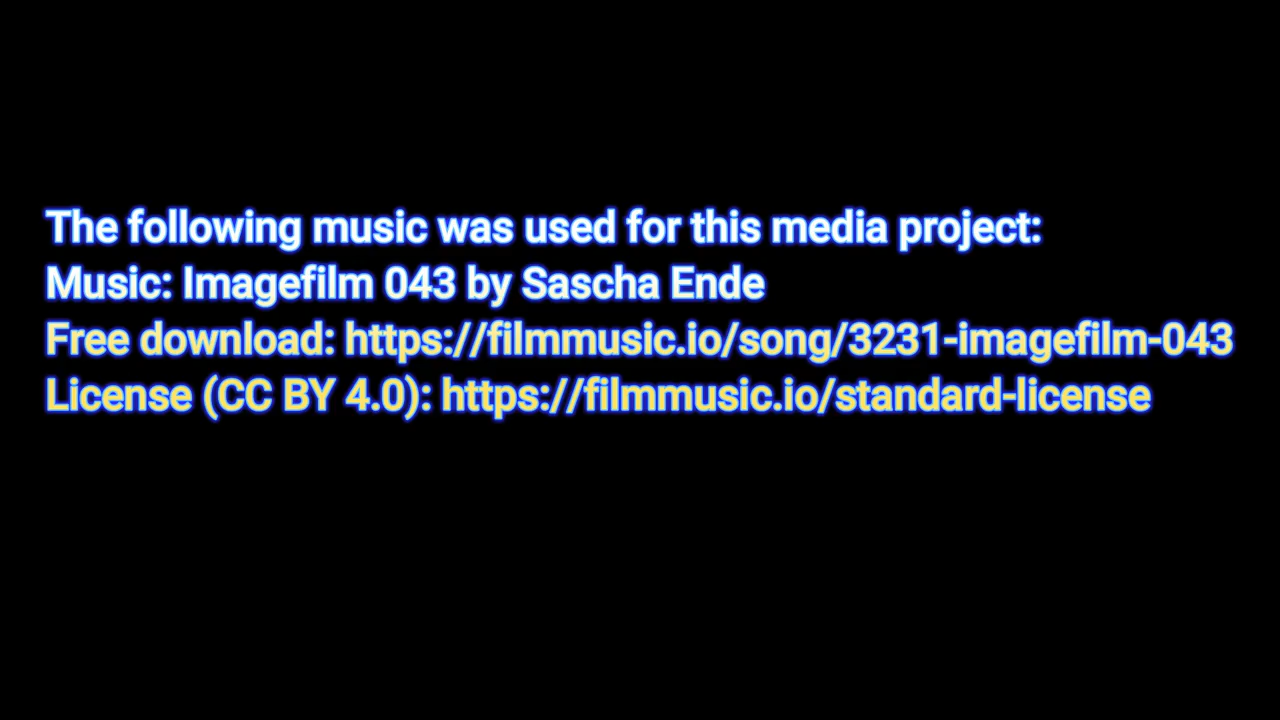 The following music was used for this media project:
Music: Imagefilm 043 by Sascha Ende
Free download: https://filmmusic.io/song/3231-imagefilm-043
License (CC BY 4.0): https://filmmusic.io/standard-license